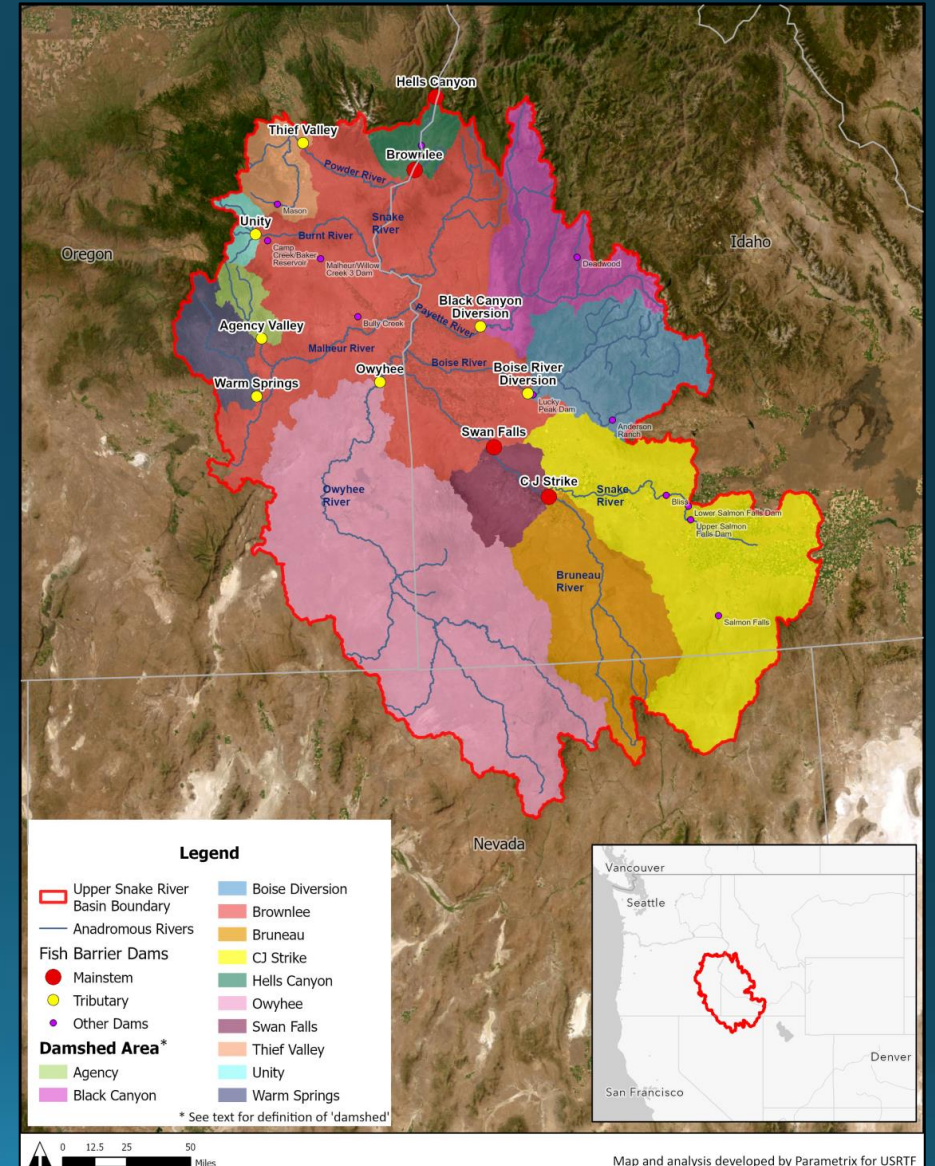 Hells Canyon
Thief Valley
Brownlee
Powder River
Mason
Snake
River
Unity
Burnt River
Camp
Creek/Baker
Reservoir
Malheur/Willow
Creek 3 Dam
Oregon
Idaho
Deadwood
Black Canyon
Diversion
Payette River
Bully Creek
Agency Valley
Malheur River
Boise River
Boise River
Diversion
Owyhee
Warm Springs
Lucky
Peak Dam
Anderson
Ranch
Swan Falls
C J Strike
Owyhee
River
Snake
River
Bliss
Lower Salmon Falls Dam
Upper Salmon
Falls Dam
Bruneau
River
Salmon Falls
Nevada
Legend
Upper Snake River
Basin Boundary
Anadromous Rivers
Fish Barrier Dams
Mainstem
Tributary
Other Dams
Damshed Area*
Agency
Black Canyon
Boise Diversion
Brownlee
Bruneau
CJ Strike
Hells Canyon
Owyhee
Swan Falls
Thief Valley
Unity
Warm Springs
* See text for definition of 'damshed'
Vancouver
Seattle
Denver
San Francisco
0 12.5 25 50
Miles
Map and analysis developed by Parametrix for USRTF